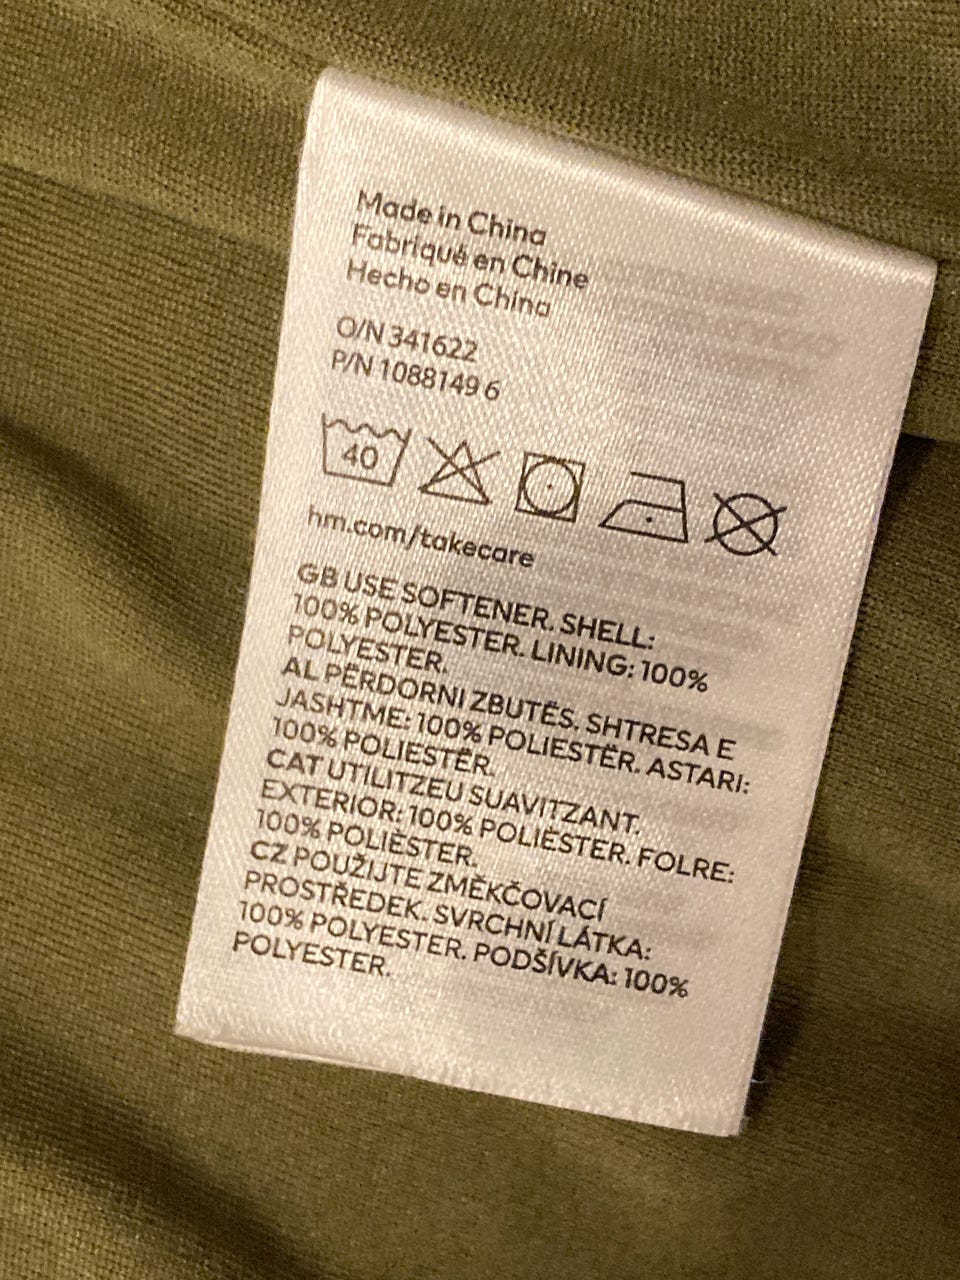 Made in China
Fabriqué en Chine
Hecho en China
O/N 341622
P/N 1088149 6
40
hm.com/takecare
GB USE SOFTENER. SHELL:
100% POLYESTER. LINING: 100%
POLYESTER.
AL PËRDORNI ZBUTËS. SHTRESA E
JASHTME: 100% POLIESTËR. ASTARI:
100% POLIESTËR.
CAT UTILITZEU SUAVITZANT.
EXTERIOR: 100% POLIÈSTER. FOLRE:
100% POLIÈSTER.
CZ POUŽIJTE ZMĚKČOVACÍ
PROSTŘEDEK. SVRCHNÍ LÁTKA:
100% POLYESTER. PODŠÍVKA: 100%
POLYESTER.